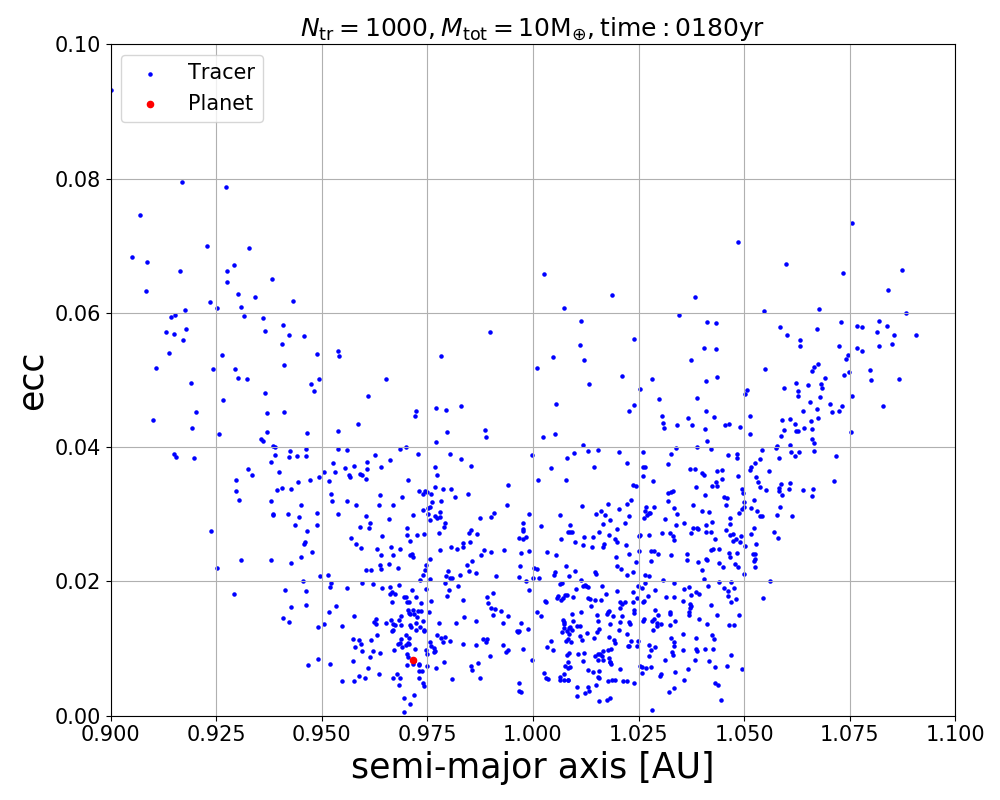 N_tr = 1000, M_tot = 10M_⊕, time : 0180yr
0.10
Tracer
Planet
0.08
0.06
ecc
0.04
0.02
0.00
0.900 0.925 0.950 0.975 1.000 1.025 1.050 1.075 1.100
semi-major axis [AU]